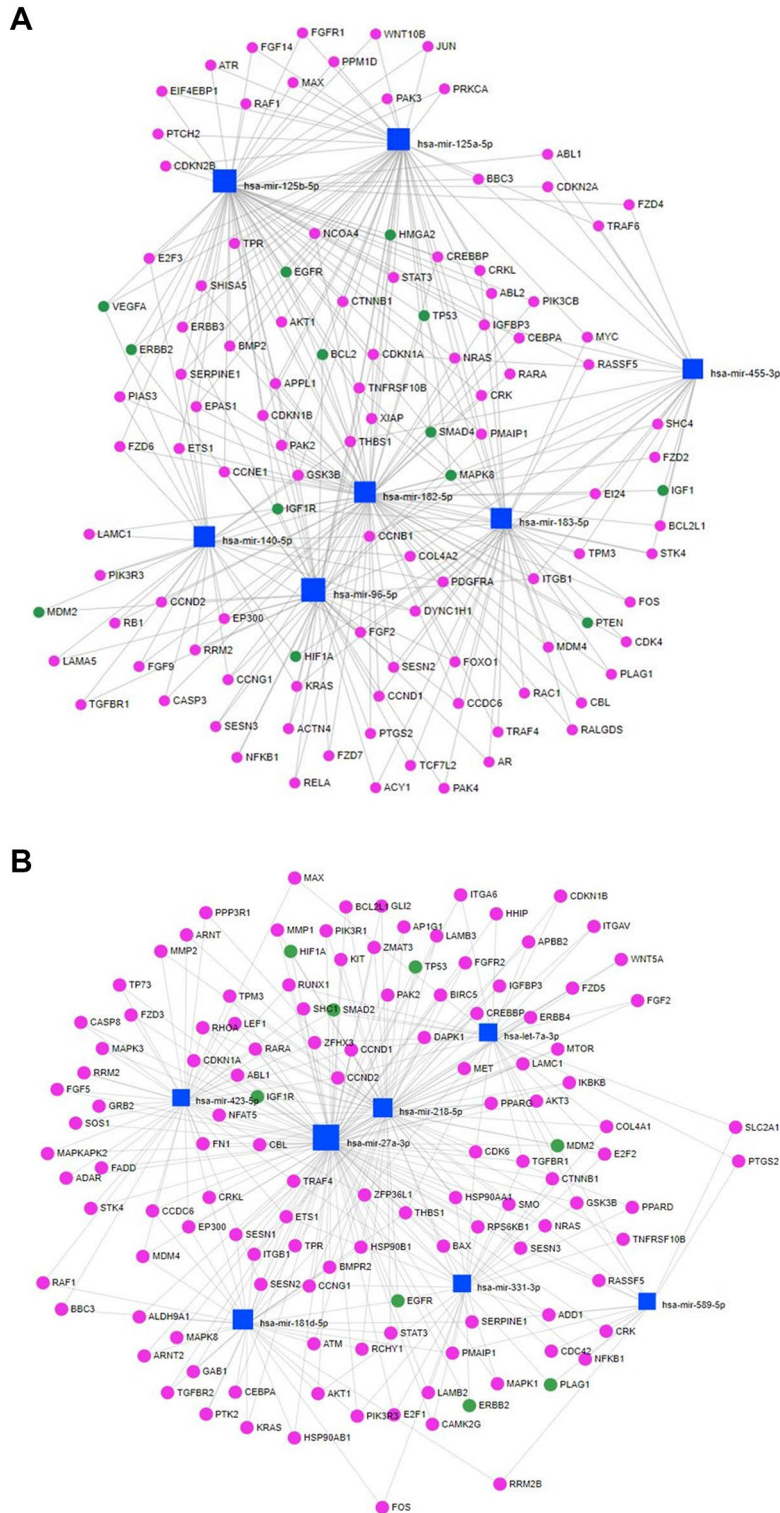 A
FGFR1
WNT10B
FGF14
JUN
PPM1D
ATR
MAX
EIF4EBP1
PRKCA
RAF1
PAK3
PTCH2
hsa-mir-125a-5p
CDKN2B
ABL1
hsa-mir-125b-5p
BBC3
CDKN2A
FZD4
TRAF6
NCOA4
HMGA2
TPR
E2F3
CREBBP
EGFR
CRKL
STAT3
SHISA5
ABL2
VEGFA
CTNNB1
PIK3CB
TP53
ERBB3
AKT1
IGFBP3
CEBPA
MYC
ERBB2
BMP2
BCL2
CDKN1A
NRAS
RASSF5
hsa-mir-455-3p
SERPINE1
RARA
APPL1
TNFRSF10B
PIAS3
CRK
EPAS1
CDKN1B
XIAP
SHC4
SMAD4
PMAIP1
FZD6
ETS1
PAK2
THBS1
FZD2
CCNE1
GSK3B
MAPK8
hsa-mir-182-5p
EI24
IGF1
IGF1R
hsa-mir-183-5p
BCL2L1
LAMC1
hsa-mir-140-5p
CCNB1
COL4A2
TPM3
STK4
PIK3R3
PDGFRA
ITGB1
hsa-mir-96-5p
CCND2
FOS
MDM2
RB1
EP300
DYNC1H1
PTEN
FGF2
CDK4
RRM2
MDM4
LAMA5
FGF9
HIF1A
SESN2
FOXO1
PLAG1
CCNG1
KRAS
RAC1
TGFBR1
CASP3
CCND1
CCDC6
CBL
SESN3
ACTN4
PTGS2
TRAF4
RALGDS
NFKB1
FZD7
TCF7L2
AR
RELA
ACY1
PAK4
B
MAX
CDKN1B
ITGA6
BCL2L1
GLI2
PPP3R1
HHIP
ITGAV
MMP1
PIK3R1
AP1G1
LAMB3
ARNT
APBB2
MMP2
HIF1A
KIT
ZMAT3
WNT5A
TP53
FGFR2
TP73
RUNX1
IGFBP3
FZD5
TPM3
PAK2
BIRC5
FGF2
FZD3
SHC1
SMAD2
CREBBP
ERBB4
CASP8
RHOA
LEF1
hsa-let-7a-3p
DAPK1
ZFHX3
MAPK3
RARA
CCND1
MTOR
CDKN1A
LAMC1
RRM2
ABL1
CCND2
MET
IKBKB
FGF5
hsa-mir-423-5p
IGF1R
GRB2
hsa-mir-218-5p
PPARG
AKT3
SOS1
NFAT5
COL4A1
SLC2A1
FN1
CBL
hsa-mir-27a-3p
MDM2
MAPKAPK2
CDK6
E2F2
FADD
TGFBR1
PTGS2
ADAR
TRAF4
CTNNB1
CRKL
ZFP36L1
HSP90AA1
STK4
CCDC6
SMO
GSK3B
PPARD
ETS1
THBS1
EP300
RPS6KB1
NRAS
SESN1
TNFRSF10B
MDM4
ITGB1
TPR
HSP90B1
BAX
SESN3
BMPR2
RAF1
SESN2
CCNG1
hsa-mir-331-3p
RASSF5
EGFR
hsa-mir-589-5p
BBC3
ALDH9A1
hsa-mir-181d-5p
SERPINE1
ADD1
MAPK8
STAT3
CRK
ATM
RCHY1
PMAIP1
CDC42
ARNT2
NFKB1
GAB1
MAPK1
PLAG1
TGFBR2
CEBPA
AKT1
LAMB2
ERBB2
PTK2
PIK3R3
E2F1
KRAS
CAMK2G
HSP90AB1
RRM2B
FOS